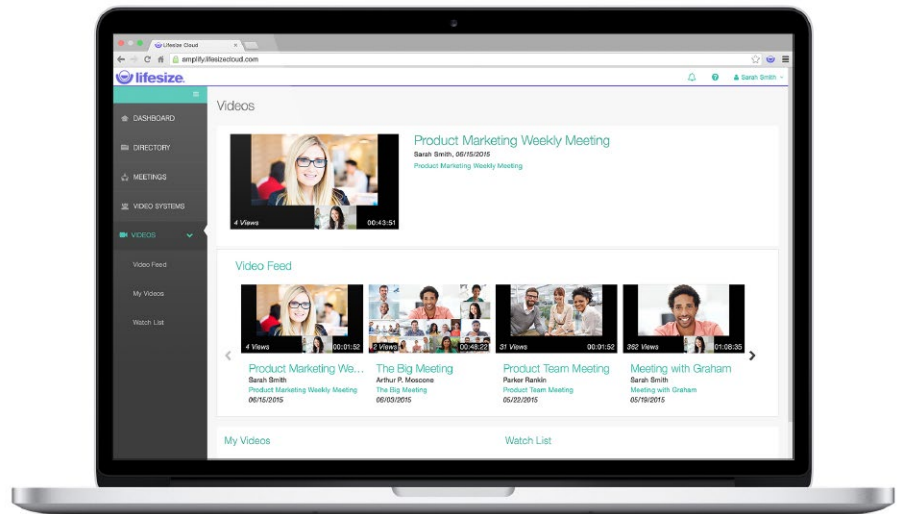 Lifesize Cloud
amplify.lifesizecloud.com
lifesize.
Sarah Smith
DASHBOARD
DIRECTORY
MEETINGS
VIDEO SYSTEMS
VIDEOS
Video Feed
My Videos
Watch List
Videos
4 Views 00:43:51
Product Marketing Weekly Meeting
Sarah Smith, 06/15/2015
Product Marketing Weekly Meeting
Video Feed
4 Views 00:01:52
Product Marketing We...
Sarah Smith
Product Marketing Weekly Meeting
06/15/2015
2 Views 00:48:22
The Big Meeting
Arthur P. Moscone
The Big Meeting
06/03/2015
31 Views 00:01:52
Product Team Meeting
Parker Rankin
Product Team Meeting
05/22/2015
362 Views 01:08:35
Meeting with Graham
Sarah Smith
Meeting with Graham
05/19/2015
My Videos
Watch List